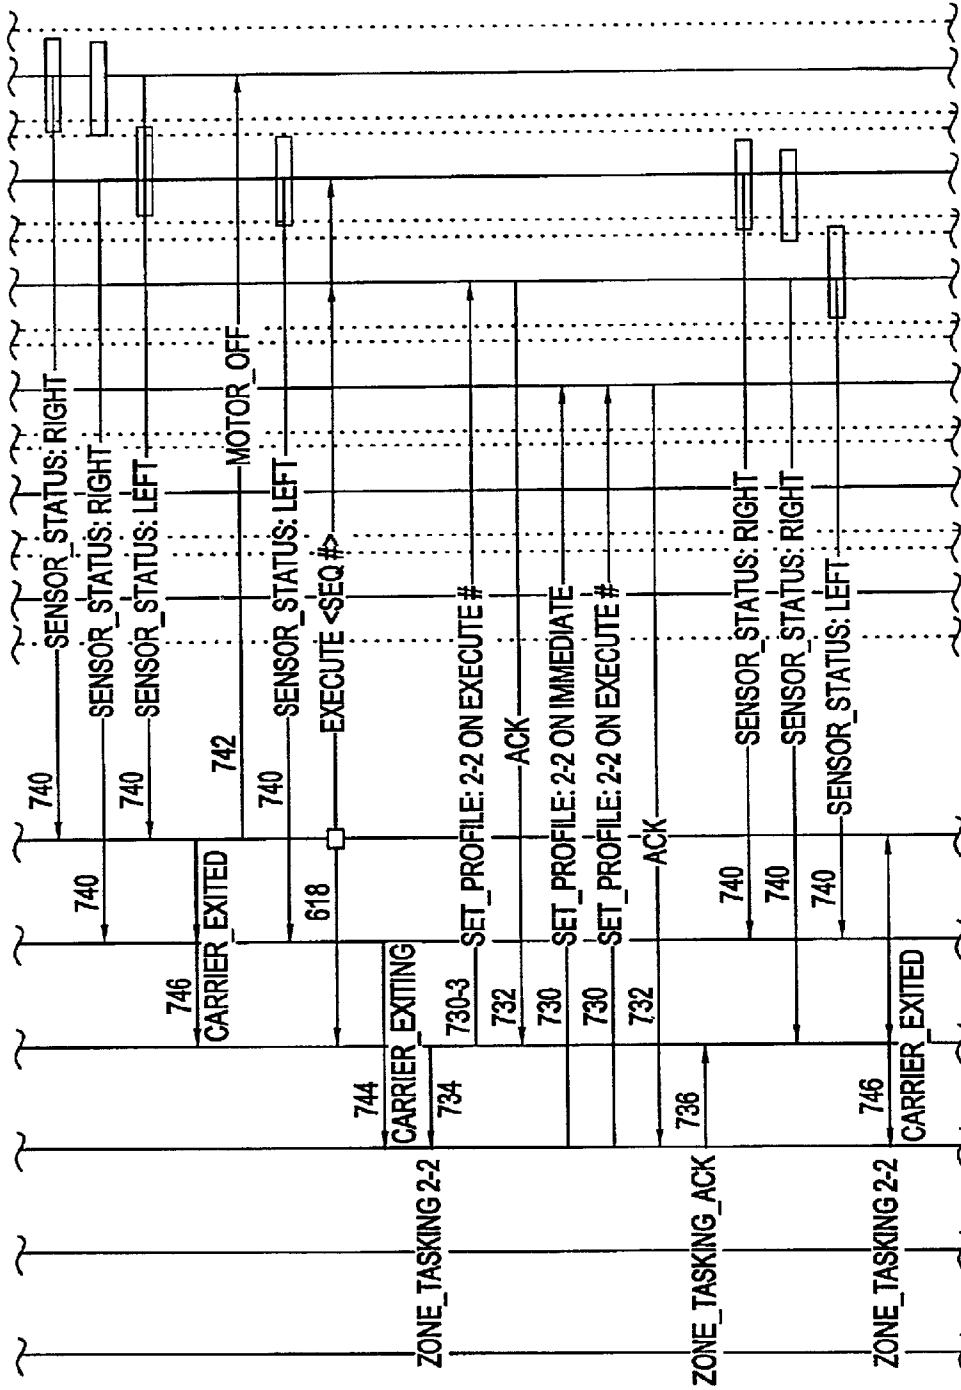 740
SENSOR_STATUS: RIGHT
740
SENSOR_STATUS: RIGHT
740
SENSOR_STATUS: LEFT
746
CARRIER_EXITED
742
MOTOR_OFF
740
SENSOR_STATUS: LEFT
618
EXECUTE <SEQ #>
744
CARRIER_EXITING
ZONE_TASKING 2-2
734
730-3
SET_PROFILE: 2-2 ON EXECUTE #
732
ACK
730
SET_PROFILE: 2-2 ON IMMEDIATE
730
SET_PROFILE: 2-2 ON EXECUTE #
732
ACK
736
ZONE_TASKING_ACK
740
SENSOR_STATUS: RIGHT
740
SENSOR_STATUS: RIGHT
740
SENSOR_STATUS: LEFT
746
ZONE_TASKING 2-2
CARRIER_EXITED